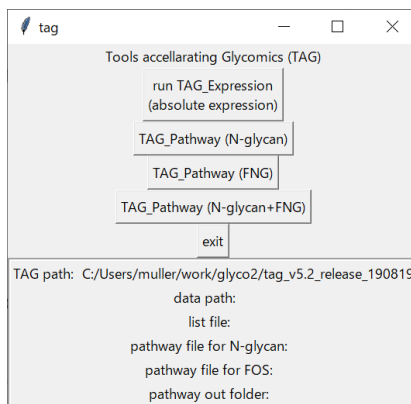 tag
Tools accellarating Glycomics (TAG)
run TAG_Expression
(absolute expression)
TAG_Pathway (N-glycan)
TAG_Pathway (FNG)
TAG_Pathway (N-glycan+FNG)
exit
TAG path: C:/Users/muller/work/glyco2/tag_v5.2_release_190819
data path:
list file:
pathway file for N-glycan:
pathway file for FOS:
pathway out folder: